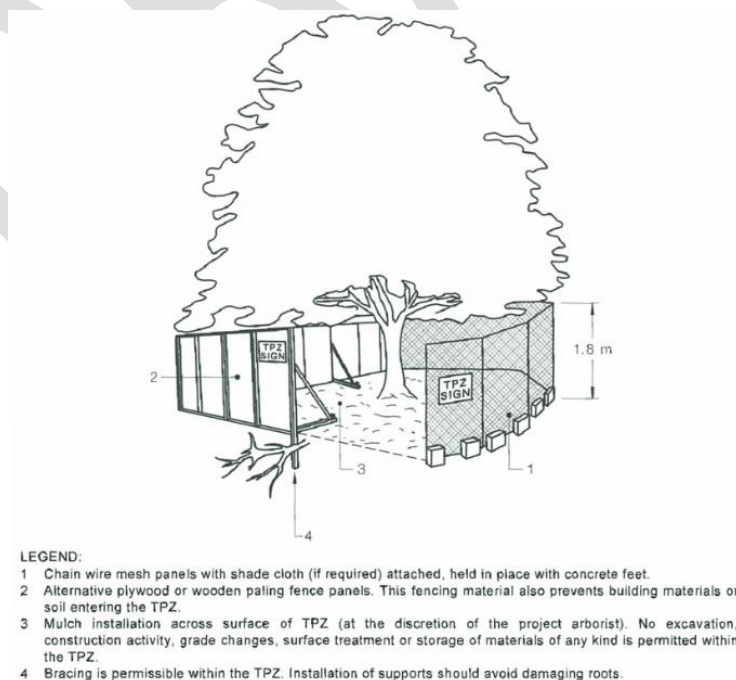 1.8 m
TPZ
SIGN
TPZ
SIGN
2
3
1
4
LEGEND:
1 Chain wire mesh panels with shade cloth (if required) attached, held in place with concrete feet.
2 Alternative plywood or wooden paling fence panels. This fencing material also prevents building materials or
soil entering the TPZ.
3 Mulch installation across surface of TPZ (at the discretion of the project arborist). No excavation,
construction activity, grade changes, surface treatment or storage of materials of any kind is permitted within
the TPZ.
4 Bracing is permissible within the TPZ. Installation of supports should avoid damaging roots.